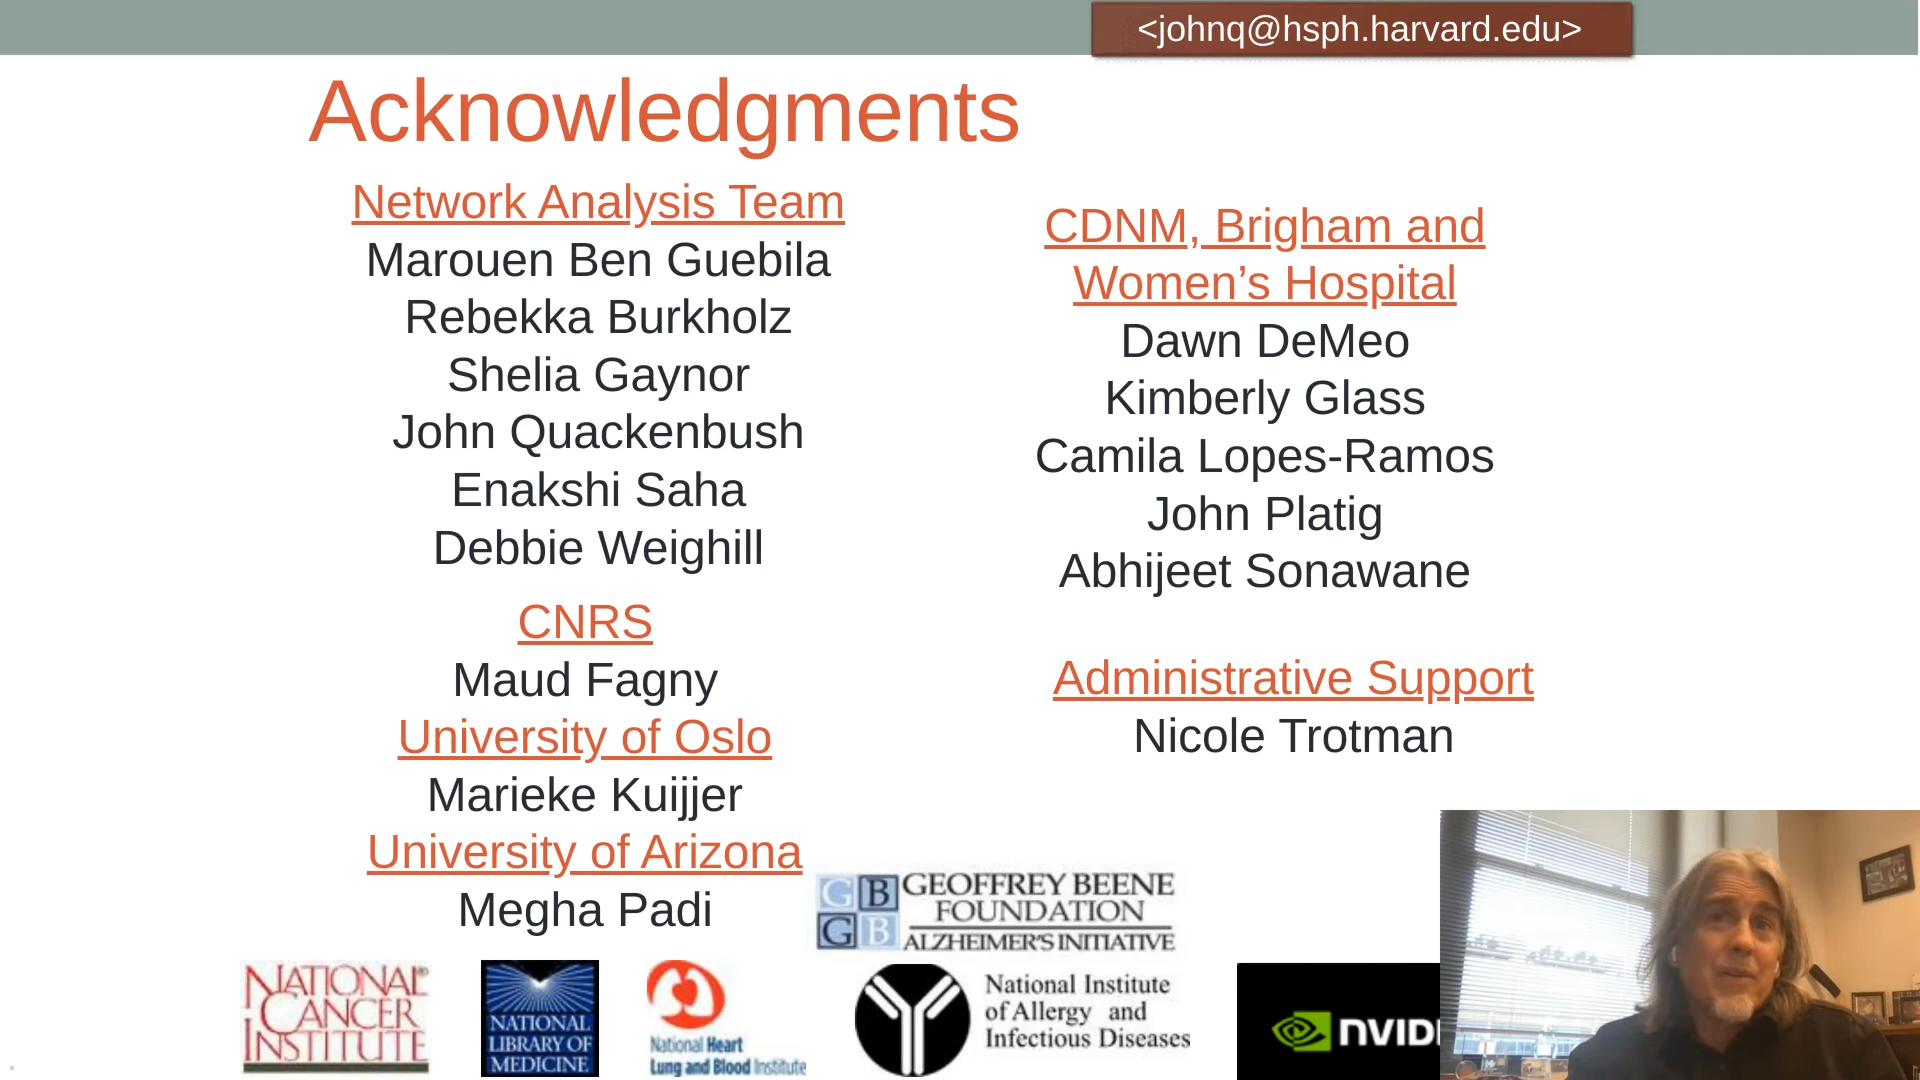 <johnq@hsph.harvard.edu>
Acknowledgments
Network Analysis Team
Marouen Ben Guebila
Rebekka Burkholz
Shelia Gaynor
John Quackenbush
Enakshi Saha
Debbie Weighill
CNRS
Maud Fagny
University of Oslo
Marieke Kuijjer
University of Arizona
Megha Padi
CDNM, Brigham and
Women’s Hospital
Dawn DeMeo
Kimberly Glass
Camila Lopes-Ramos
John Platig
Abhijeet Sonawane
Administrative Support
Nicole Trotman
G B
G B
GEOFFREY BEENE
FOUNDATION
ALZHEIMER'S INITIATIVE
NATIONAL®
CANCER
INSTITUTE
NATIONAL
LIBRARY OF
MEDICINE
National Heart
Lung and Blood Institute
National Institute
of Allergy and
Infectious Diseases
NVIDI